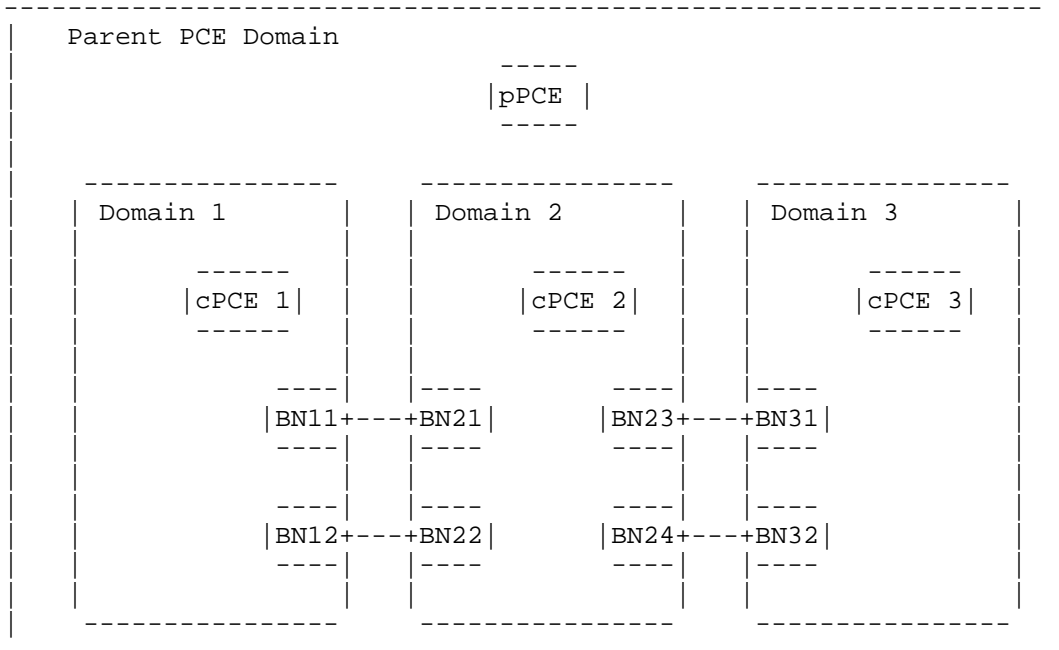 Parent PCE Domain
pPCE
Domain 1 Domain 2 Domain 3
cPCE 1 cPCE 2 cPCE 3
BN11 BN21 BN23 BN31
BN12 BN22 BN24 BN32